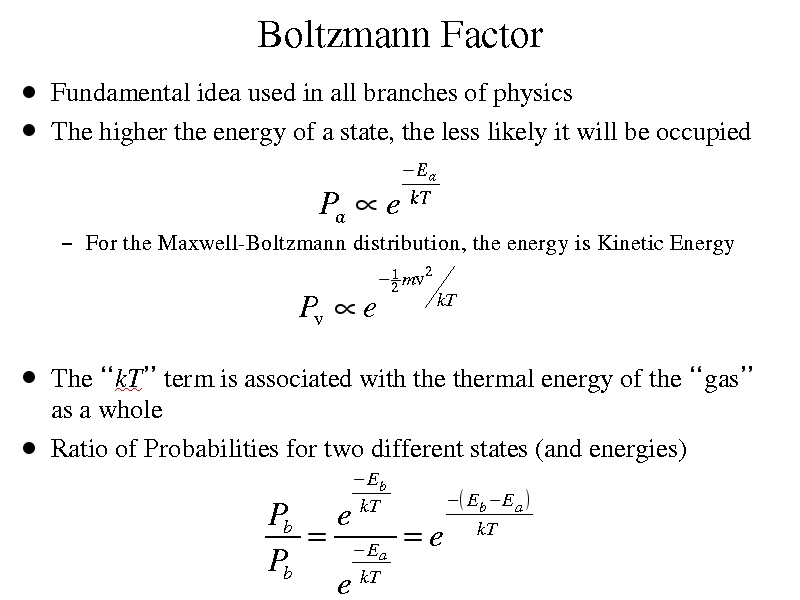 Boltzmann Factor
● Fundamental idea used in all branches of physics
● The higher the energy of a state, the less likely it will be occupied
P_a ∝ e^{\frac{-E_a}{kT}}
– For the Maxwell-Boltzmann distribution, the energy is Kinetic Energy
P_v ∝ e^{-\frac{1}{2}mv^2/kT}
● The “kT” term is associated with the thermal energy of the “gas”
as a whole
● Ratio of Probabilities for two different states (and energies)
\frac{P_b}{P_b} = \frac{e^{\frac{-E_b}{kT}}}{e^{\frac{-E_a}{kT}}} = e^{\frac{-(E_b-E_a)}{kT}}